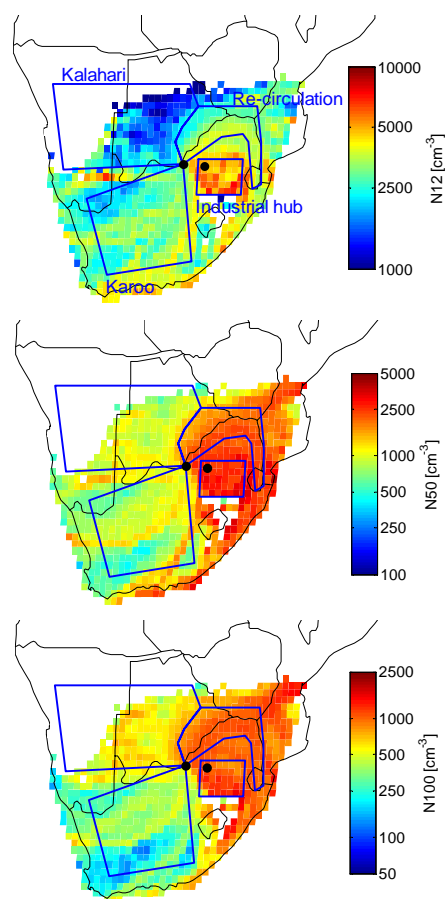 Kalahari
Re-circulation
Industrial hub
Karoo
10000
5000
2500
1000
N12 [cm-3]
5000
2500
1000
500
250
100
N50 [cm-3]
2500
1000
500
250
100
50
N100 [cm-3]